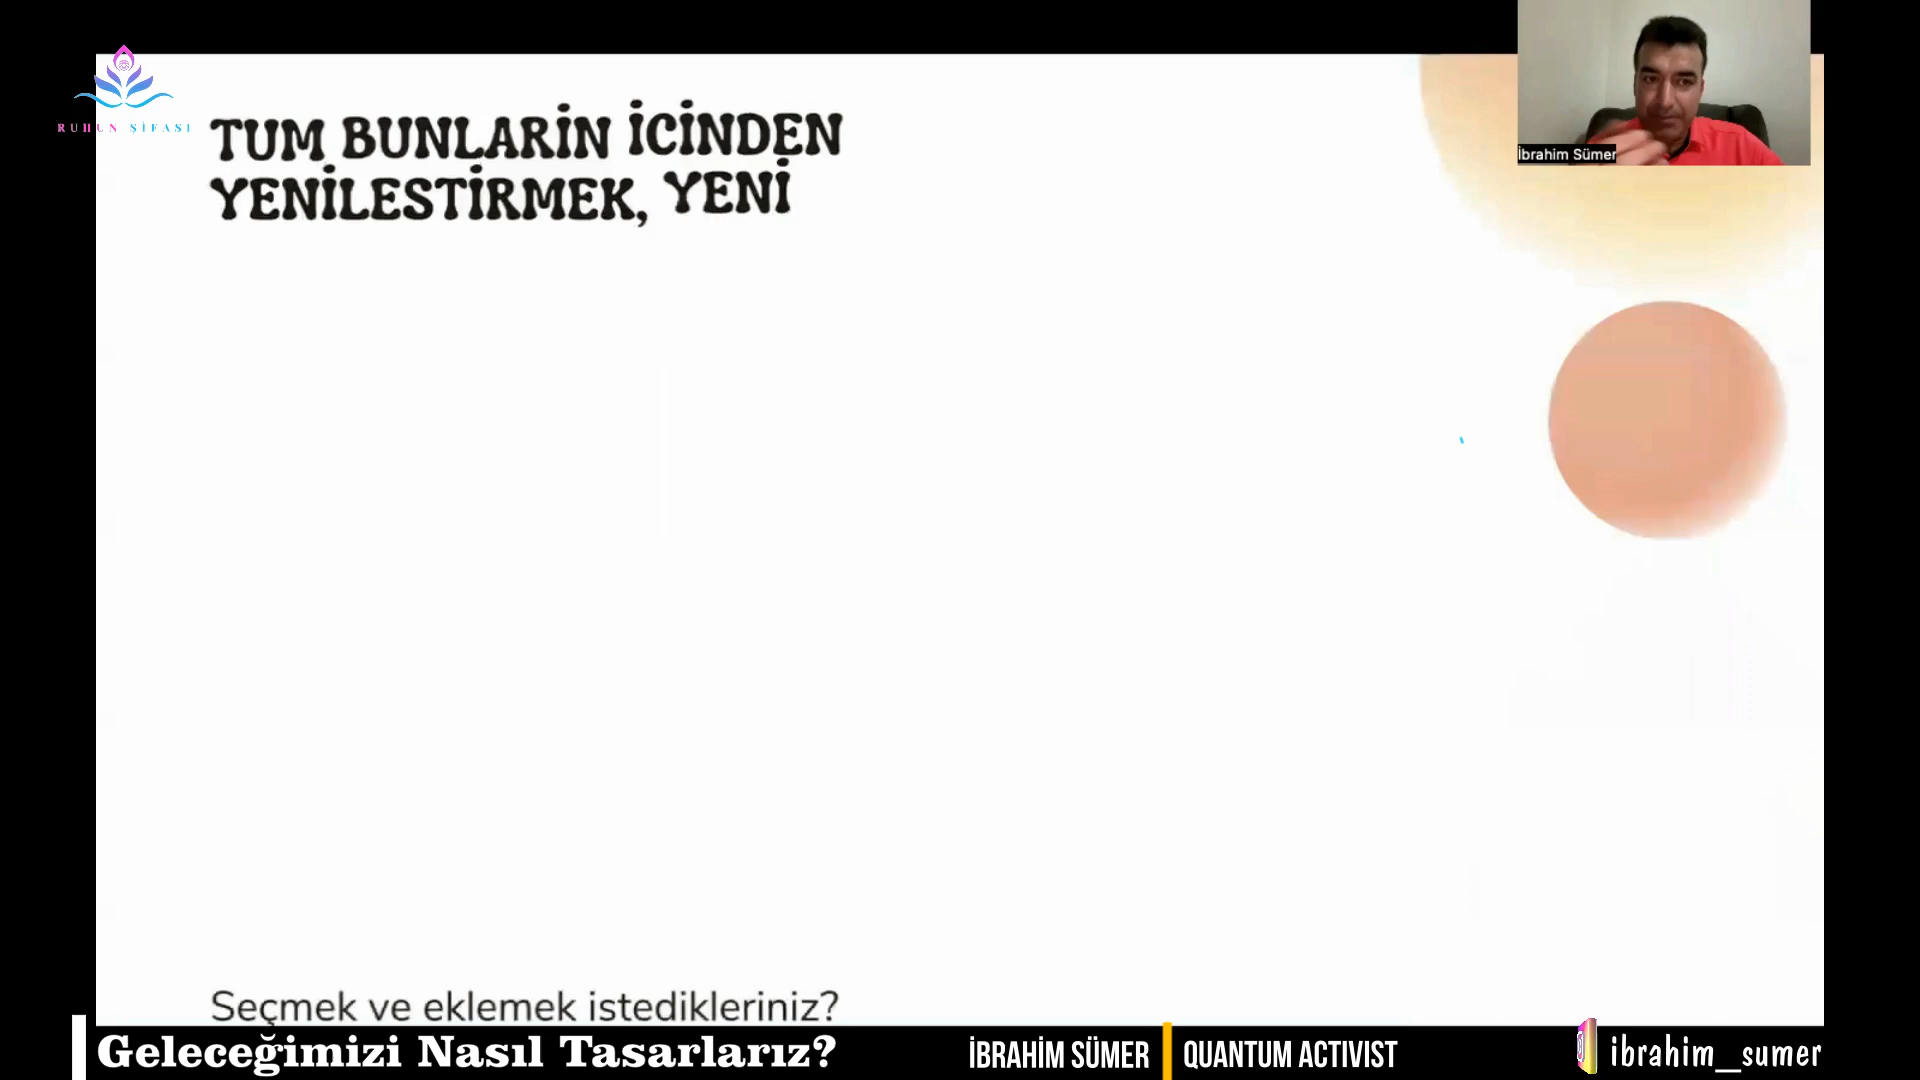 RUHUN ŞİFASI
TUM BUNLARİN İCİNDEN
YENİLESTİRMEK, YENİ
İbrahim Sümer
Seçmek ve eklemek istedikleriniz?
Geleceğimizi Nasıl Tasarlarız?
İBRAHİM SÜMER
QUANTUM ACTIVIST
ibrahim_sumer